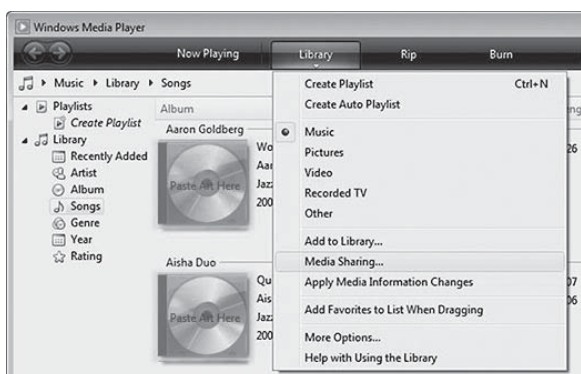 Windows Media Player
Now Playing
Library
Rip
Burn
Music ▸ Library ▸ Songs
Playlists
Create Playlist
Library
Recently Added
Artist
Album
Songs
Genre
Year
Rating
Album
Aaron Goldberg
Paste Art Here
Wo
Aar
Jaz
200
Aisha Duo
Paste Art Here
Qu
Ais
Jaz
200
Create Playlist Ctrl+N
Create Auto Playlist
Music
Pictures
Video
Recorded TV
Other
Add to Library...
Media Sharing...
Apply Media Information Changes
Add Favorites to List When Dragging
More Options...
Help with Using the Library
ng
26
07
06